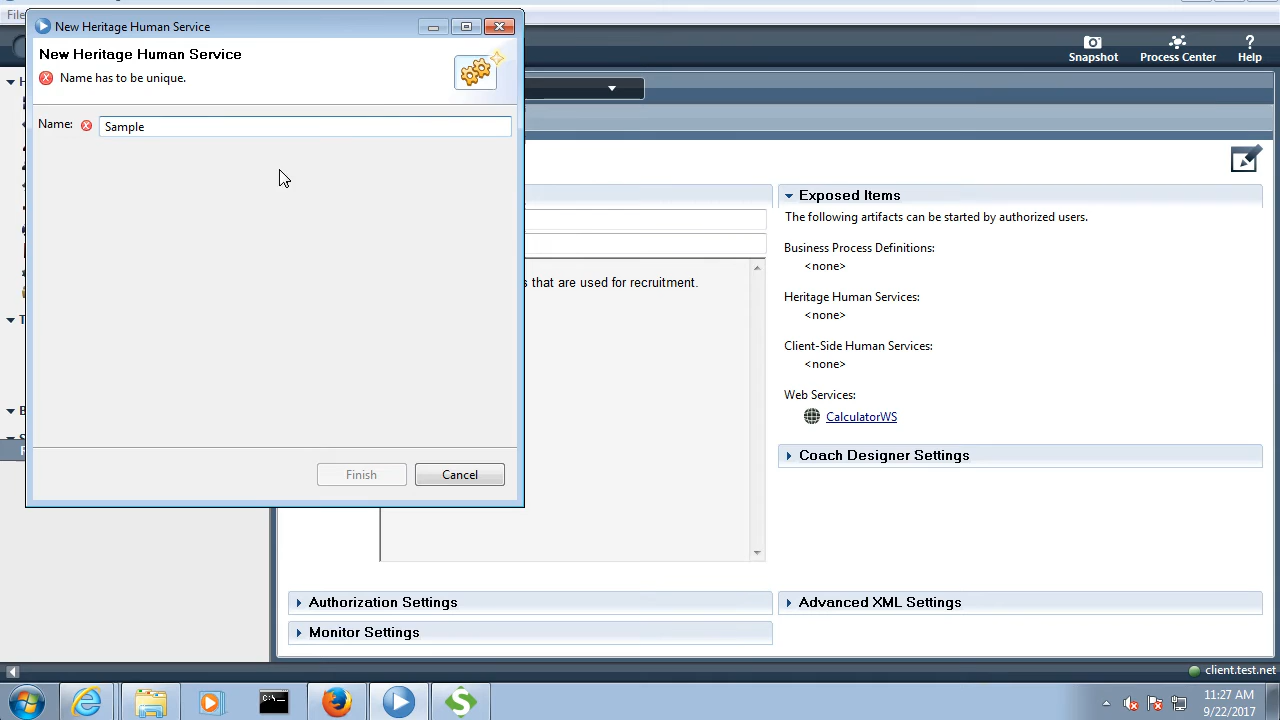 File
New Heritage Human Service
New Heritage Human Service
Name has to be unique.
Name:
Sample
Finish
Cancel
Snapshot
Process Center
Help
s that are used for recruitment.
Exposed Items
The following artifacts can be started by authorized users.
Business Process Definitions:
<none>
Heritage Human Services:
<none>
Client-Side Human Services:
<none>
Web Services:
CalculatorWS
Coach Designer Settings
Authorization Settings
Advanced XML Settings
Monitor Settings
client.test.net
C:\
11:27 AM
9/22/2017